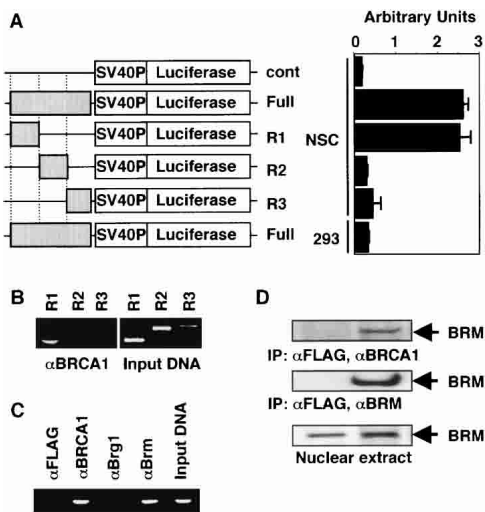 A
Arbitrary Units
0 1 2 3
SV40P Luciferase cont
SV40P Luciferase Full
SV40P Luciferase R1
NSC
SV40P Luciferase R2
SV40P Luciferase R3
SV40P Luciferase Full
293
B
R1 R2 R3 R1 R2 R3
αBRCA1 Input DNA
C
αFLAG αBRCA1 αBrg1 αBrm Input DNA
D
BRM
IP: αFLAG, αBRCA1
BRM
IP: αFLAG, αBRM
BRM
Nuclear extract